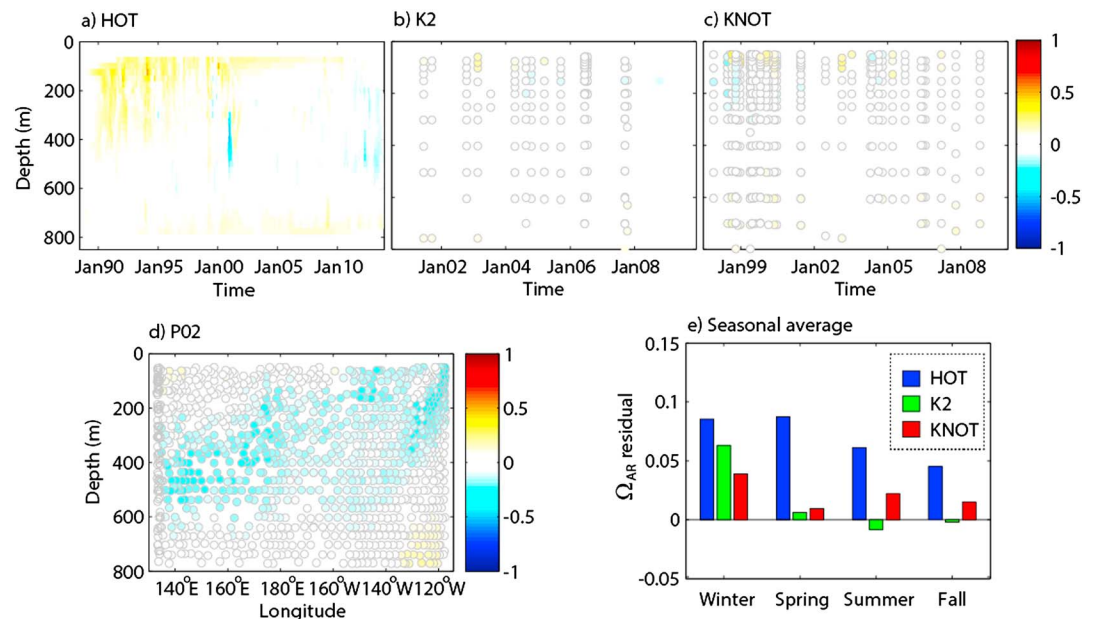 a) HOT
b) K2
c) KNOT
0
200
400
600
800
Depth (m)
Jan90 Jan95 Jan00 Jan05 Jan10
Time
Jan02 Jan04 Jan06 Jan08
Time
Jan99 Jan02 Jan05 Jan08
Time
1
0.5
0
-0.5
-1
d) P02
0
200
400
600
800
Depth (m)
140°E 160°E 180°E 160°W 140°W 120°W
Longitude
1
0.5
0
-0.5
-1
e) Seasonal average
0.15
0.1
0.05
0
-0.05
ΩAR residual
HOT
K2
KNOT
Winter Spring Summer Fall